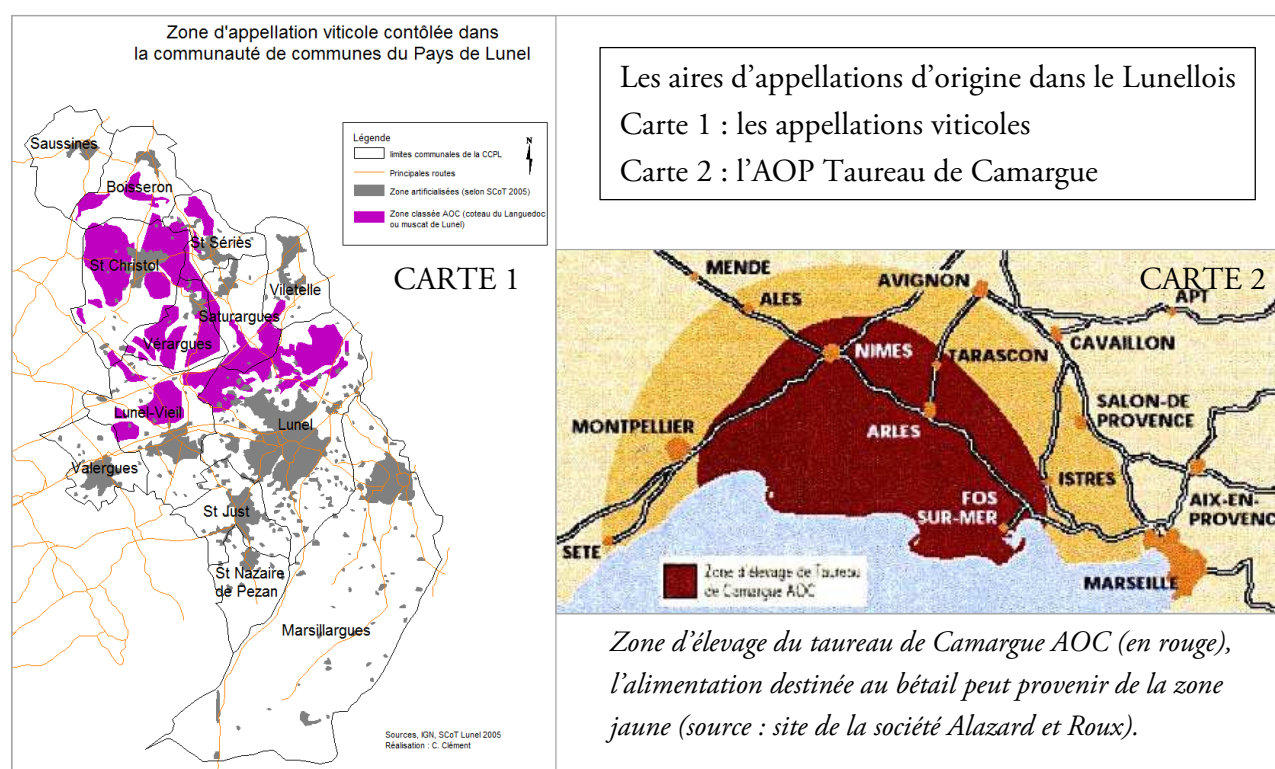 Zone d'appellation viticole contôlée dans
la communauté de communes du Pays de Lunel
Légende
N
limites communales de la CCPL
Principales routes
Zone artificialisées (selon SCoT 2005)
Zone classée AOC (coteau du Languedoc
ou muscat de Lunel)
Saussines
Boisseron
St Sériès
St Christol
Viletelle
Saturargues
Vérargues
Lunel-Vieil
Lunel
Valergues
St Just
St Nazaire
de Pezan
Marsillargues
CARTE 1
Sources, IGN, SCoT Lunel 2005
Réalisation : C. Clément
Les aires d'appellations d'origine dans le Lunellois
Carte 1 : les appellations viticoles
Carte 2 : l'AOP Taureau de Camargue
CARTE 2
MENDE
ALES
AVIGNON
APT
NIMES
TARASCON
CAVAILLON
MONTPELLIER
ARLES
SALON-DE
PROVENCE
ISTRES
FOS
SUR-MER
AIX-EN-
PROVENC
SETE
MARSEILLE
Zone d'élevage de Taureau
de Camargue AOC
Zone d'élevage du taureau de Camargue AOC (en rouge),
l'alimentation destinée au bétail peut provenir de la zone
jaune (source : site de la société Alazard et Roux).